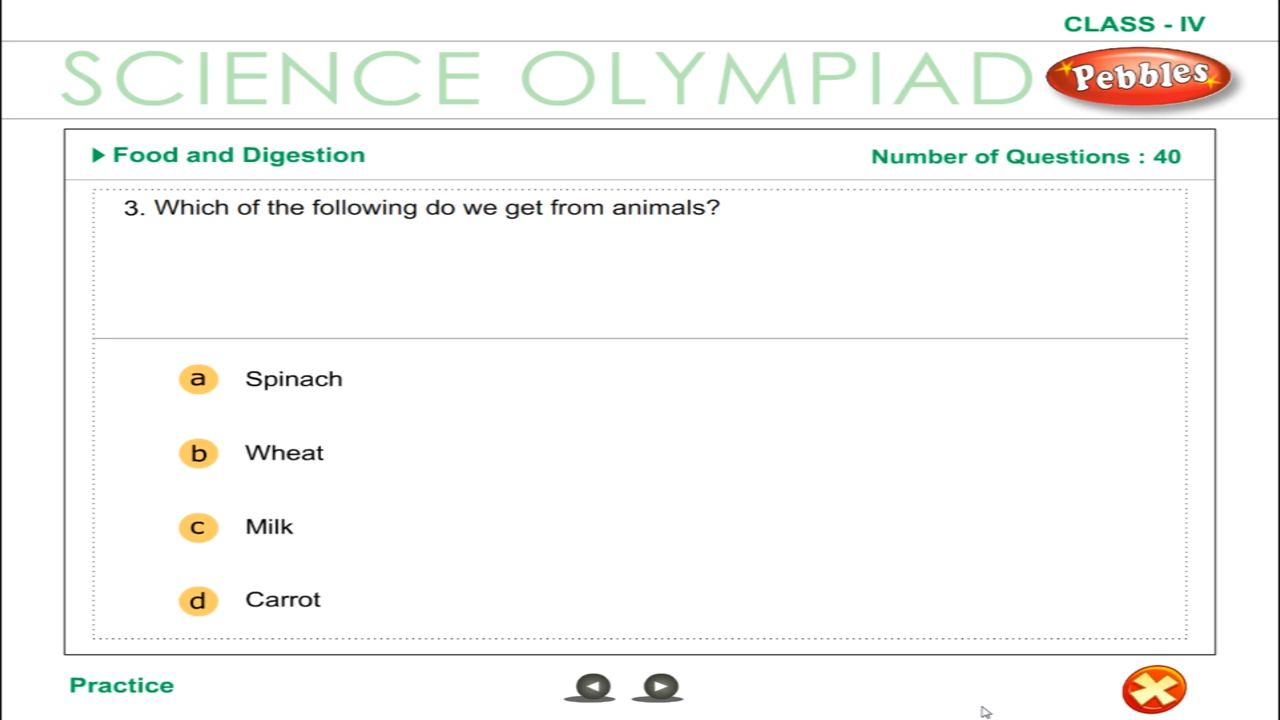 CLASS - IV
SCIENCE OLYMPIAD
Pebbles
Food and Digestion
Number of Questions : 40
3. Which of the following do we get from animals?
a Spinach
b Wheat
c Milk
d Carrot
Practice